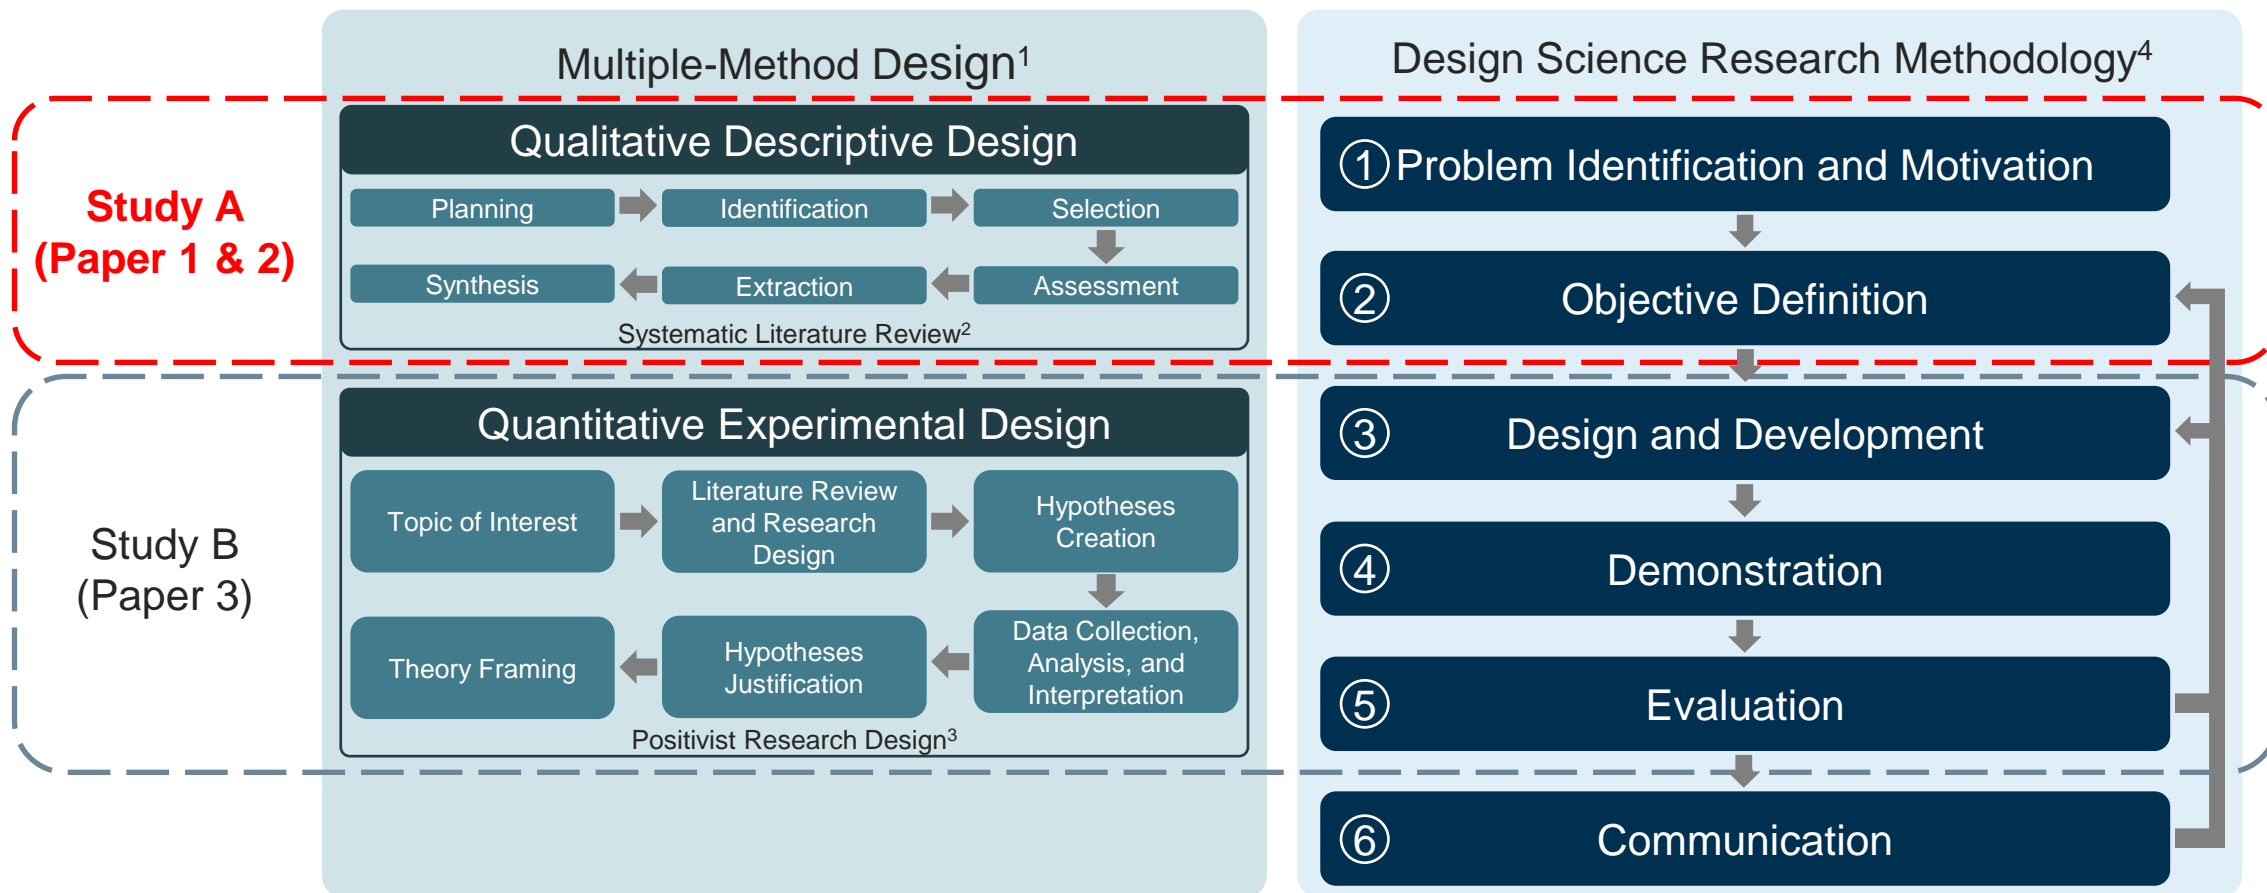 Multiple-Method Design¹
Design Science Research Methodology⁴
Study A
(Paper 1 & 2)
Qualitative Descriptive Design
Planning
Identification
Selection
Synthesis
Extraction
Assessment
Systematic Literature Review²
Study B
(Paper 3)
Quantitative Experimental Design
Topic of Interest
Literature Review
and Research
Design
Hypotheses
Creation
Theory Framing
Hypotheses
Justification
Data Collection,
Analysis, and
Interpretation
Positivist Research Design³
① Problem Identification and Motivation
② Objective Definition
③ Design and Development
④ Demonstration
⑤ Evaluation
⑥ Communication